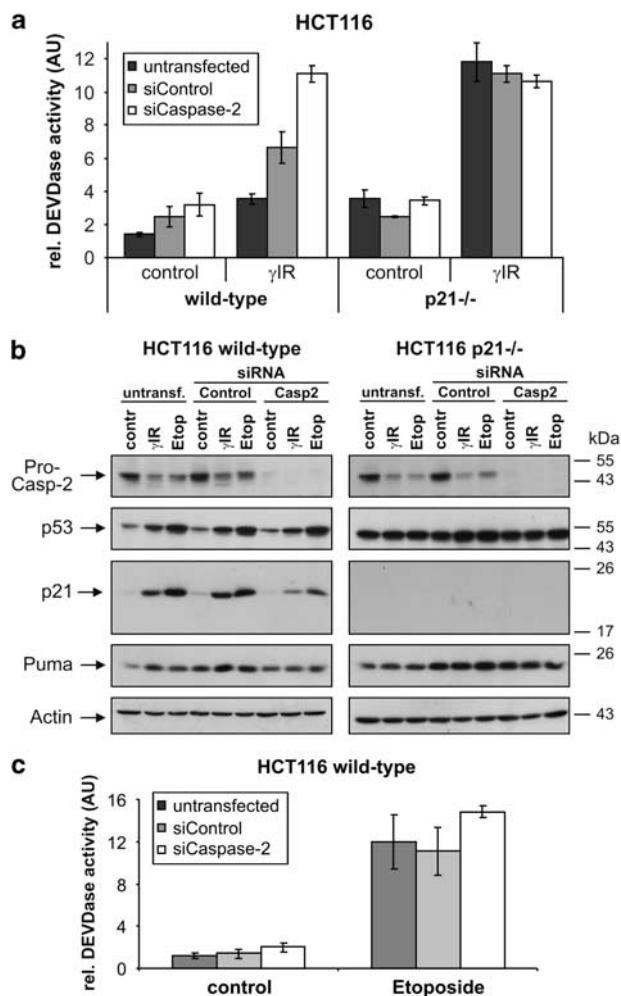 a
HCT116
rel. DEVDase activity (AU)
12
10
8
6
4
2
0
untransfected
siControl
siCaspase-2
control γIR control γIR
wild-type p21-/-
b
HCT116 wild-type HCT116 p21-/-
siRNA siRNA
untransf. Control Casp2 untransf. Control Casp2
contr γIR Etop contr γIR Etop contr γIR Etop contr γIR Etop contr γIR Etop contr γIR Etop kDa
Pro-
Casp-2
55
43
p53
55
43
p21
26
17
Puma
26
Actin
43
c
HCT116 wild-type
rel. DEVDase activity (AU)
16
12
8
4
0
untransfected
siControl
siCaspase-2
control Etoposide